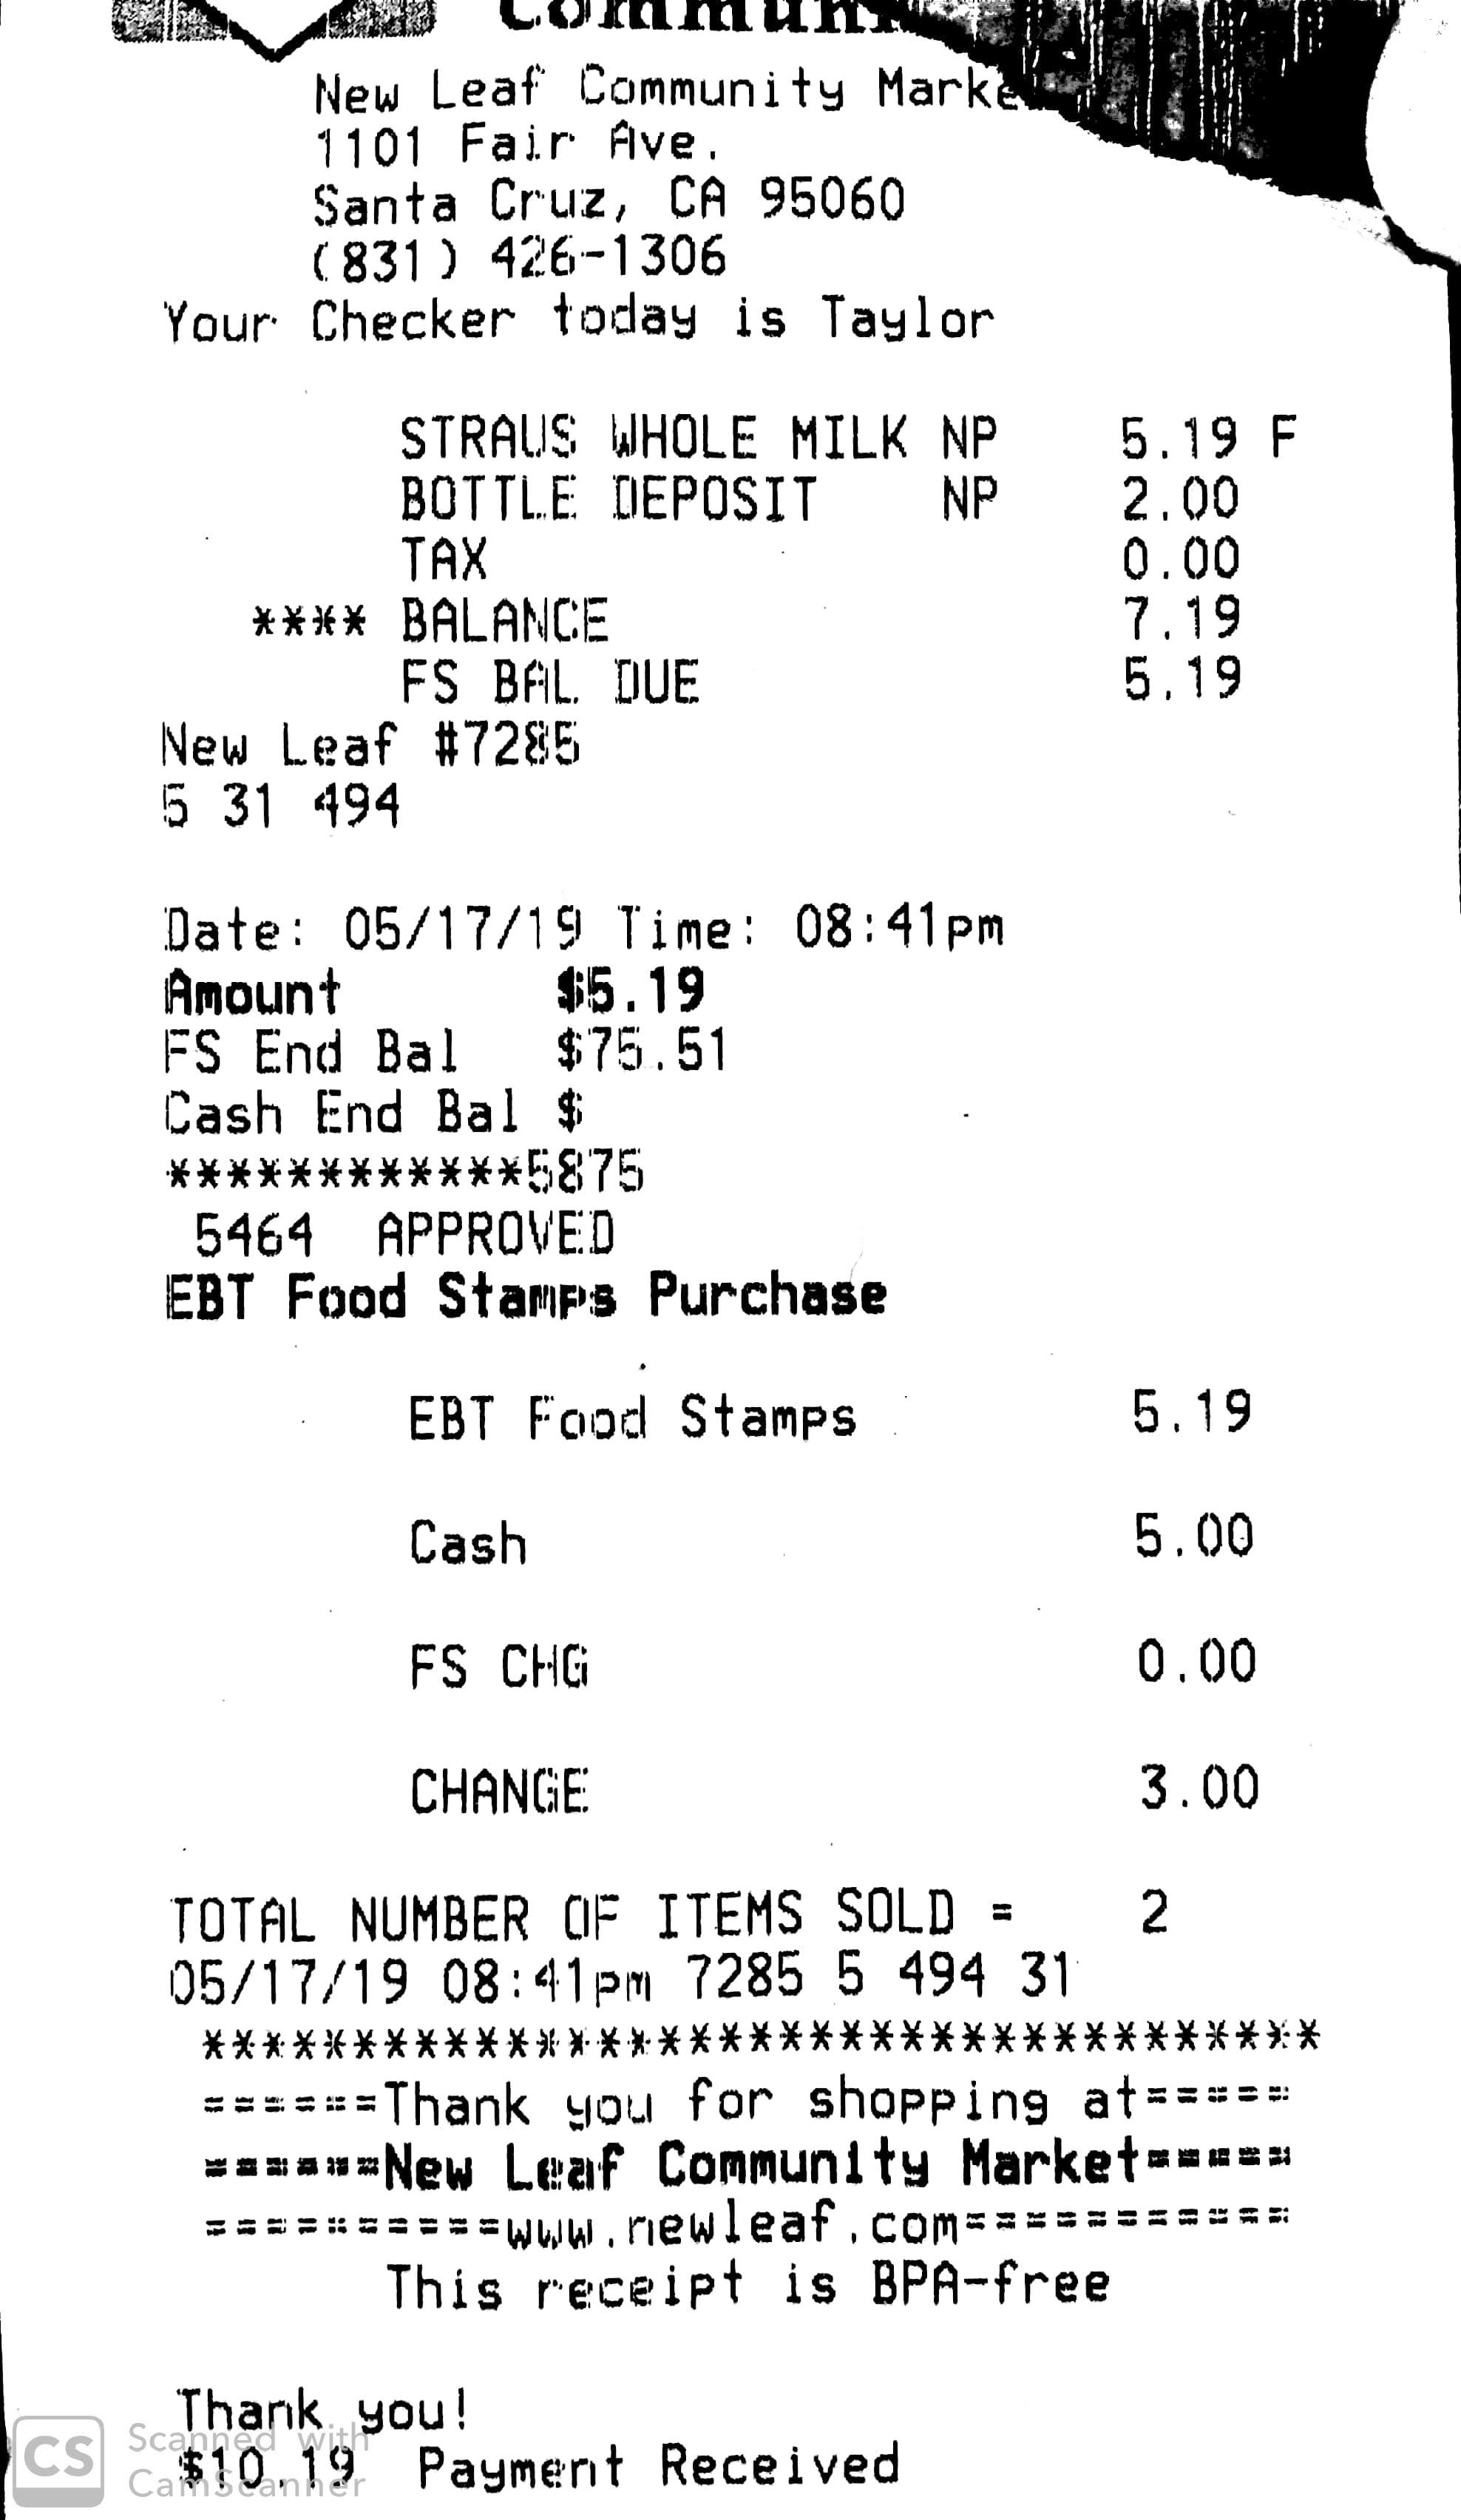 New Leaf Community Marke
1101 Fair Ave.
Santa Cruz, CA 95060
(831) 426-1306
Your Checker today is Taylor
STRAUS WHOLE MILK NP 5.19 F
BOTTLE DEPOSIT NP 2.00
TAX 0.00
**** BALANCE 7.19
FS BAL DUE 5.19
New Leaf #7285
5 31 494
Date: 05/17/19 Time: 08:41pm
Amount $5.19
FS End Bal $75.51
Cash End Bal $
************5875
5464 APPROVED
EBT Food Stamps Purchase
EBT Food Stamps 5.19
Cash 5.00
FS CHG 0.00
CHANGE 3.00
TOTAL NUMBER OF ITEMS SOLD = 2
05/17/19 08:41pm 7285 5 494 31
*************************************
======Thank you for shopping at=====
======New Leaf Community Market=====
==========www.newleaf.com===========
This receipt is BPA-free
Thank you!
$10.19 Payment Received
CS Scanned with
CamScanner